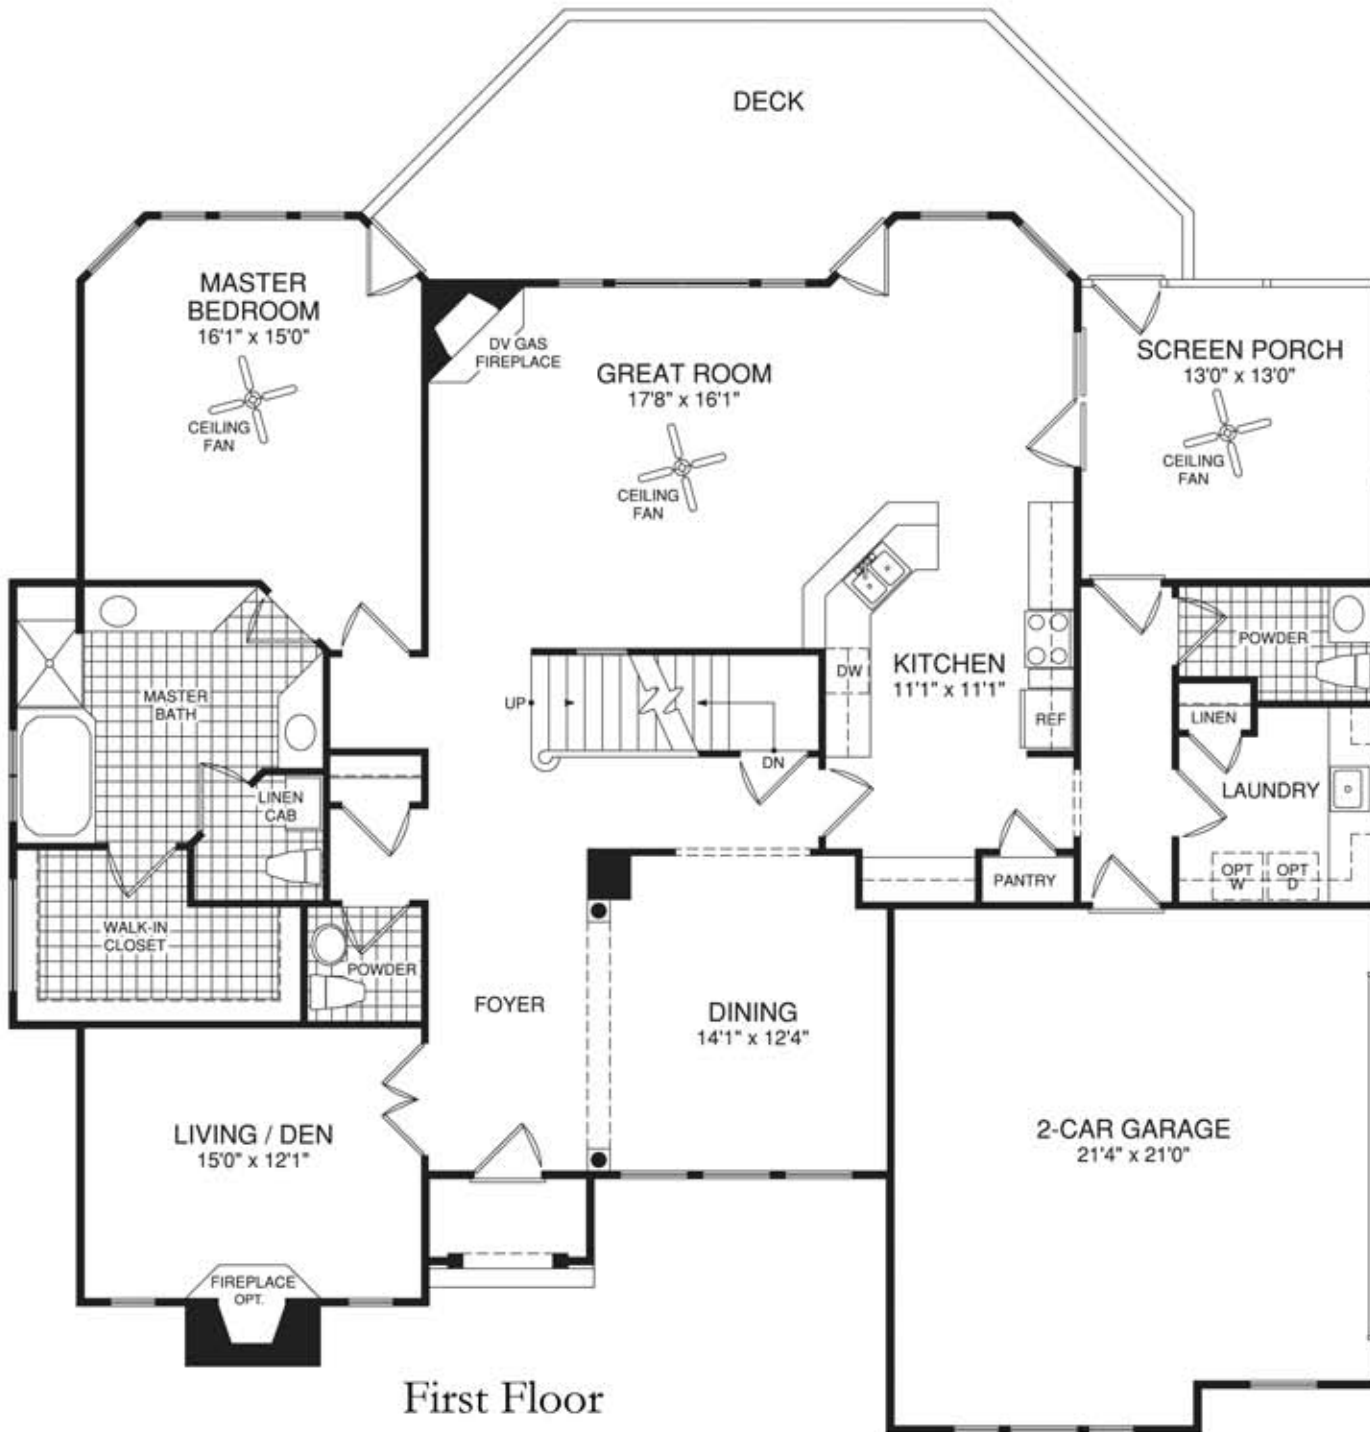 DECK
MASTER
BEDROOM
16'1" x 15'0"
CEILING
FAN
DV GAS
FIREPLACE
GREAT ROOM
17'8" x 16'1"
CEILING
FAN
SCREEN PORCH
13'0" x 13'0"
CEILING
FAN
MASTER
BATH
UP
DN
DW
KITCHEN
11'1" x 11'1"
REF
POWDER
LINEN
LAUNDRY
OPT
W
OPT
D
LINEN
CAB
PANTRY
WALK-IN
CLOSET
POWDER
FOYER
DINING
14'1" x 12'4"
LIVING / DEN
15'0" x 12'1"
2-CAR GARAGE
21'4" x 21'0"
FIREPLACE
OPT.
First Floor